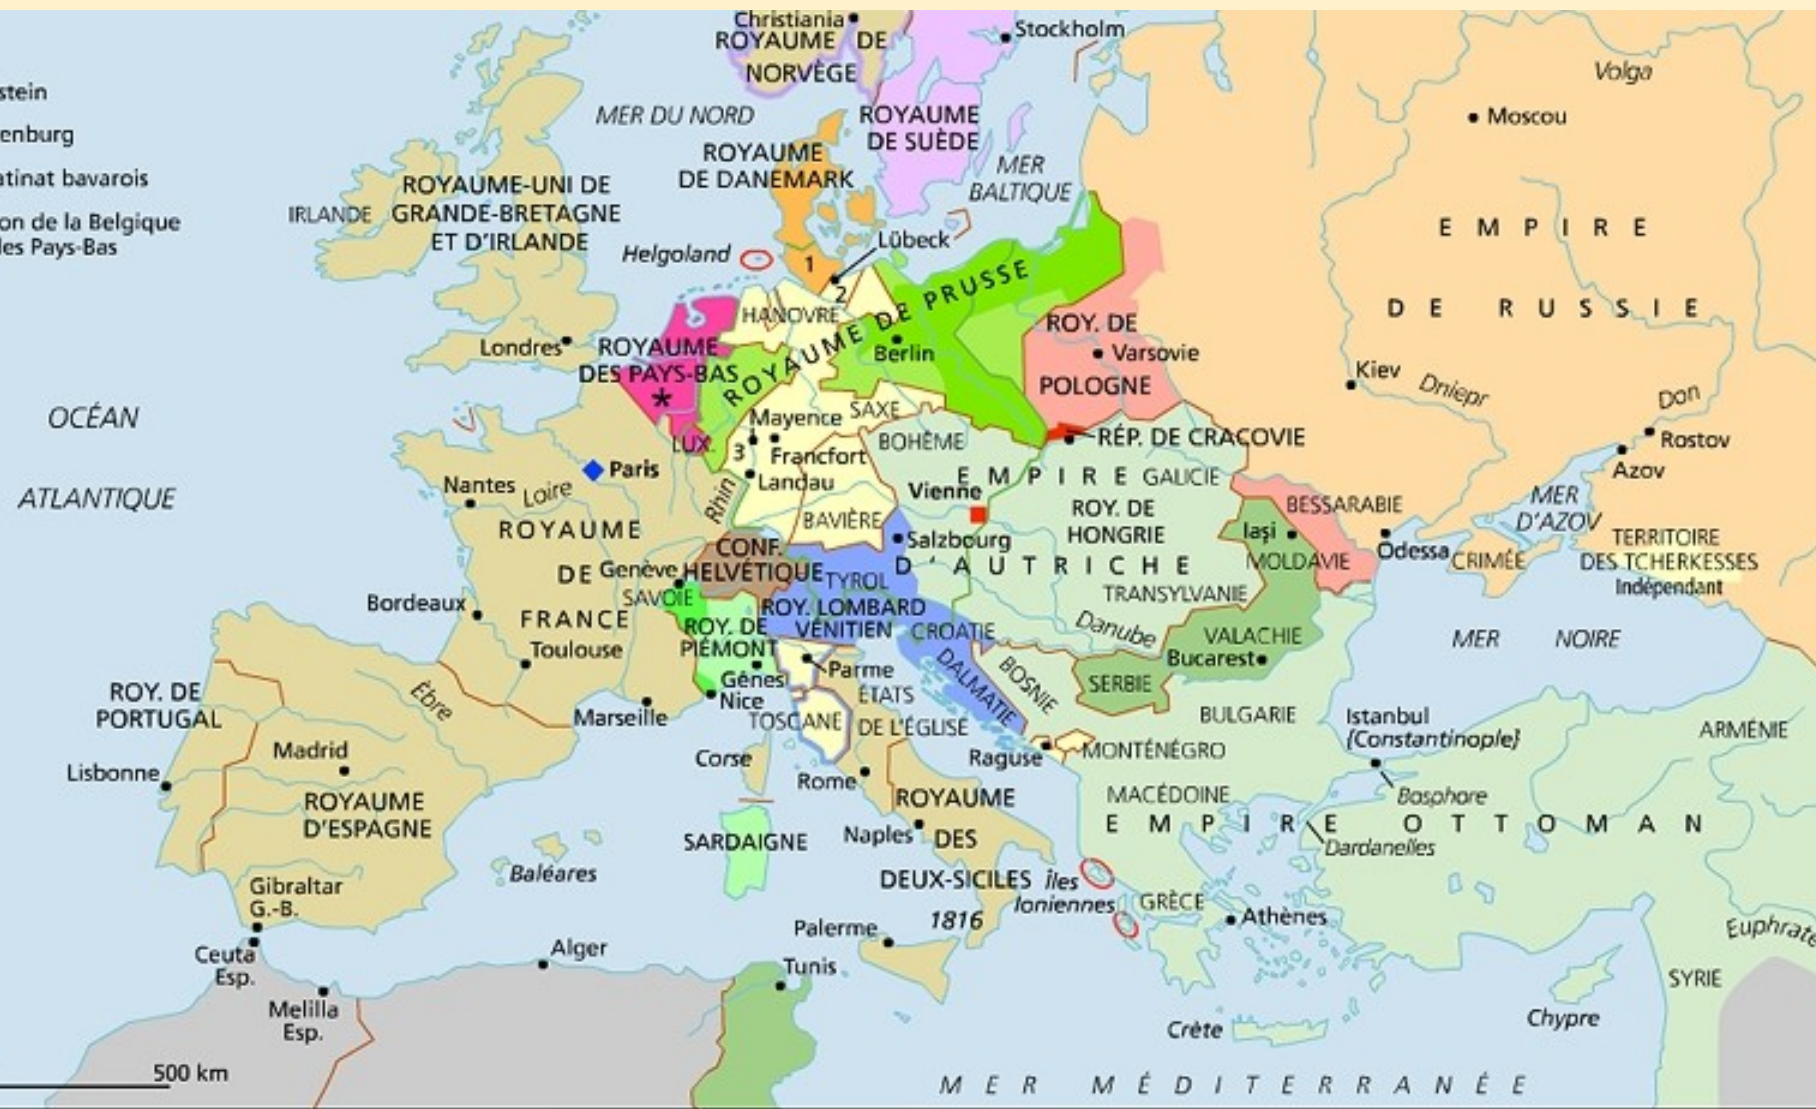 Christiania
ROYAUME DE
NORVÈGE
Stockholm
Volga
stein
Moscou
MER DU NORD
ROYAUME
DE SUÈDE
enburg
ROYAUME
DE DANEMARK
MER
BALTIQUE
atinat bavarois
ROYAUME-UNI DE
GRANDE-BRETAGNE
ET D'IRLANDE
IRLANDE
on de la Belgique
les Pays-Bas
EMPIRE
DE RUSSIE
Helgoland
Lübeck
1
2
HANOVRE
ROYAUME DE PRUSSE
Berlin
ROY. DE
POLOGNE
Varsovie
Londres
ROYAUME
DES PAYS-BAS
*
Kiev
Dniepr
Don
OCÉAN
ATLANTIQUE
Mayence
SAXE
LUX.
3
Francfort
Landau
BOHÈME
RÉP. DE CRACOVIE
Rostov
Azov
Paris
Nantes
Loire
Rhin
EMPIRE
D'AUTRICHE
GALICIE
Vienne
BAVIÈRE
ROY. DE
HONGRIE
BESSARABIE
MER
D'AZOV
ROYAUME
DE
FRANCE
Salzbourg
Iași
MOLDAVIE
Odessa
CRIMÉE
TERRITOIRE
DES TCHERKESSES
Indépendant
CONF.
HELVÉTIQUE
Genève
TYROL
SAVOIE
TRANSYLVANIE
Bordeaux
ROY. LOMBARD
VÉNITIEN
CROATIE
Danube
VALACHIE
Bucarest
MER NOIRE
ROY. DE
PIÉMONT
Toulouse
Parme
DALMATIE
BOSNIE
SERBIE
Gênes
Nice
ROY. DE
PORTUGAL
Èbre
Marseille
ÉTATS
DE L'ÉGLISE
TOSCANE
BULGARIE
Istanbul
{Constantinople}
ARMÉNIE
Madrid
Corse
Raguse
MONTÉNÉGRO
Lisbonne
Rome
ROYAUME
DES
DEUX-SICILES
1816
MACÉDOINE
Bosphore
ROYAUME
D'ESPAGNE
EMPIRE OTTOMAN
SARDAIGNE
Naples
Dardanelles
Baléares
Îles
Ioniennes
Gibraltar
G.-B.
GRÈCE
Athènes
Palerme
Euphrate
Ceuta
Esp.
Alger
Tunis
SYRIE
Melilla
Esp.
Crète
Chypre
500 km
MER MÉDITERRANÉE